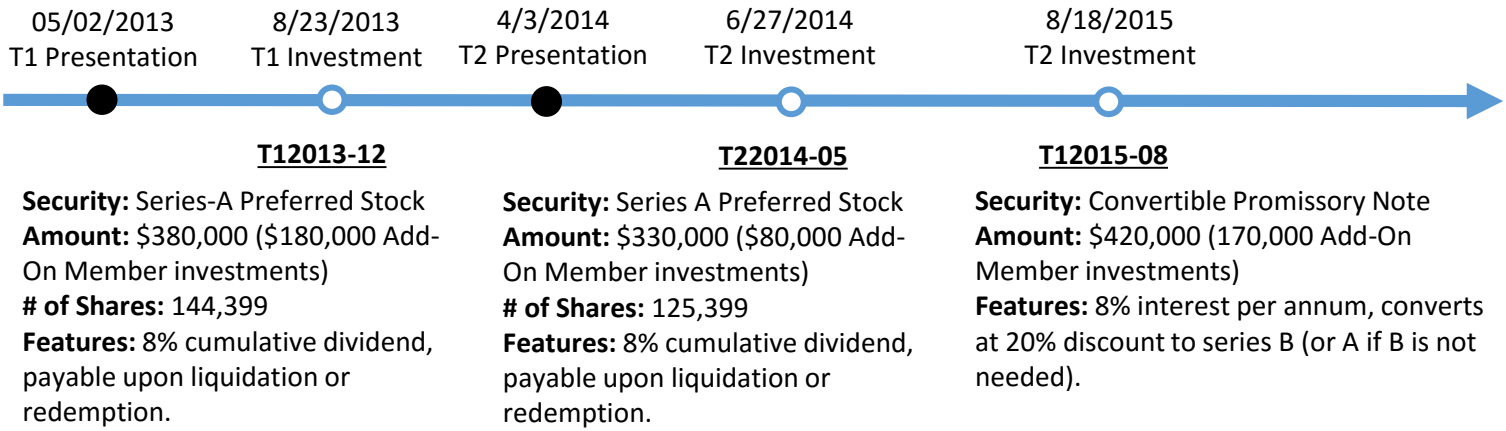 05/02/2013
T1 Presentation
8/23/2013
T1 Investment
4/3/2014
T2 Presentation
6/27/2014
T2 Investment
8/18/2015
T2 Investment
T12013-12
Security: Series-A Preferred Stock
Amount: $380,000 ($180,000 Add-
On Member investments)
# of Shares: 144,399
Features: 8% cumulative dividend,
payable upon liquidation or
redemption.
T22014-05
Security: Series A Preferred Stock
Amount: $330,000 ($80,000 Add-
On Member investments)
# of Shares: 125,399
Features: 8% cumulative dividend,
payable upon liquidation or
redemption.
T12015-08
Security: Convertible Promissory Note
Amount: $420,000 (170,000 Add-On
Member investments)
Features: 8% interest per annum, converts
at 20% discount to series B (or A if B is not
needed).